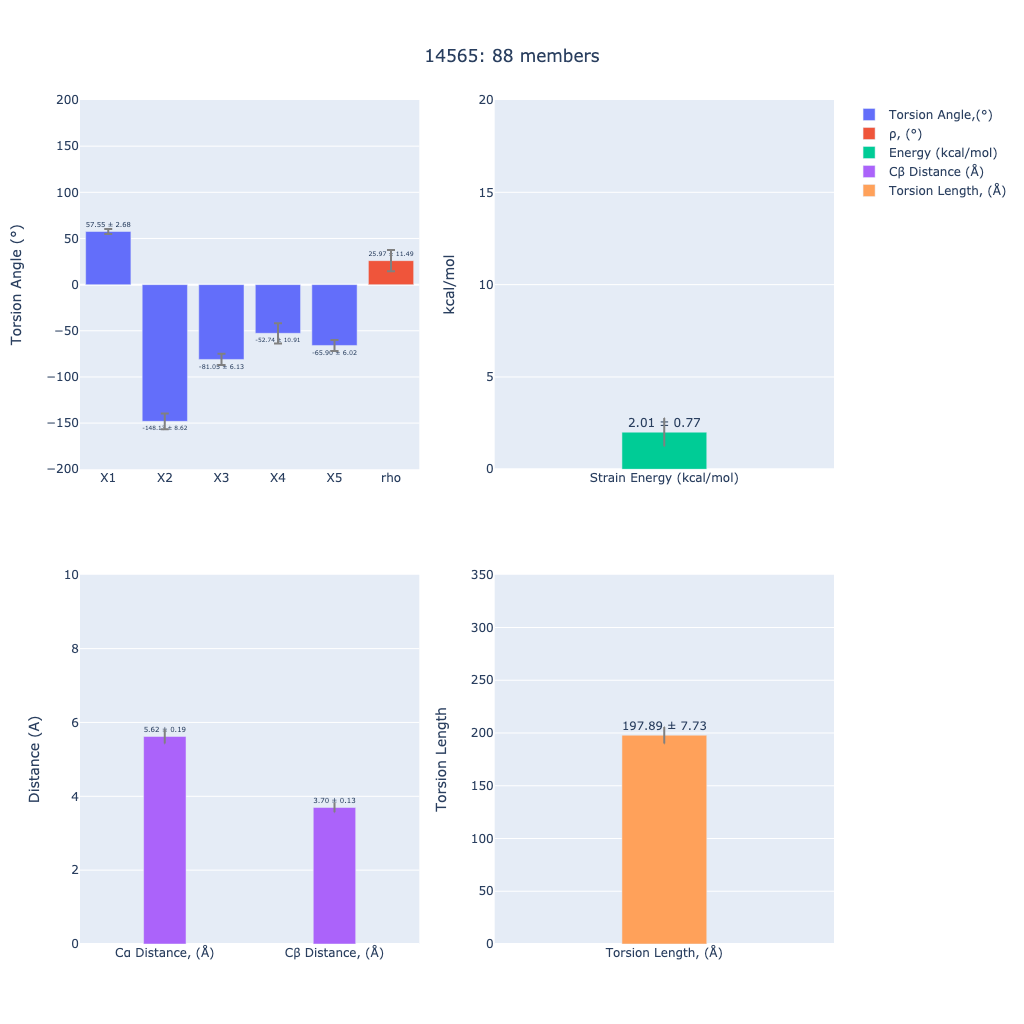 14565: 88 members
200
150
100
50
0
−50
−100
−150
−200
Torsion Angle (°)
57.55 ± 2.68
-81.05 ± 6.13
-52.74 ± 10.91
-65.90 ± 6.02
25.97 ± 11.49
X1 X2 X3 X4 X5 rho
20
15
10
5
0
kcal/mol
2.01 ± 0.77
Strain Energy (kcal/mol)
Torsion Angle,(°)
ρ, (°)
Energy (kcal/mol)
Cβ Distance (Å)
Torsion Length, (Å)
10
8
6
4
2
0
Distance (A)
5.62 ± 0.19
3.70 ± 0.13
Cα Distance, (Å) Cβ Distance, (Å)
350
300
250
200
150
100
50
0
Torsion Length
197.89 ± 7.73
Torsion Length, (Å)